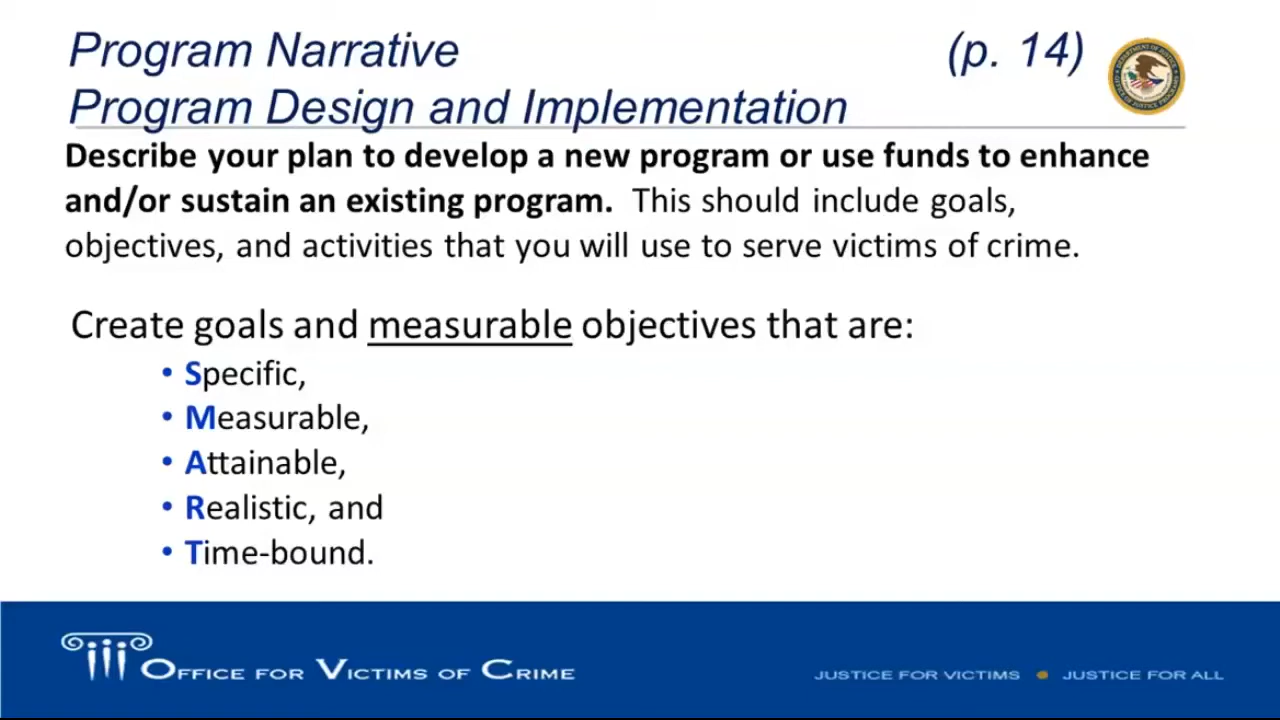 Program Narrative (p. 14)
Program Design and Implementation
Describe your plan to develop a new program or use funds to enhance
and/or sustain an existing program. This should include goals,
objectives, and activities that you will use to serve victims of crime.
Create goals and measurable objectives that are:
• Specific,
• Measurable,
• Attainable,
• Realistic, and
• Time-bound.
OFFICE FOR VICTIMS OF CRIME
JUSTICE FOR VICTIMS • JUSTICE FOR ALL